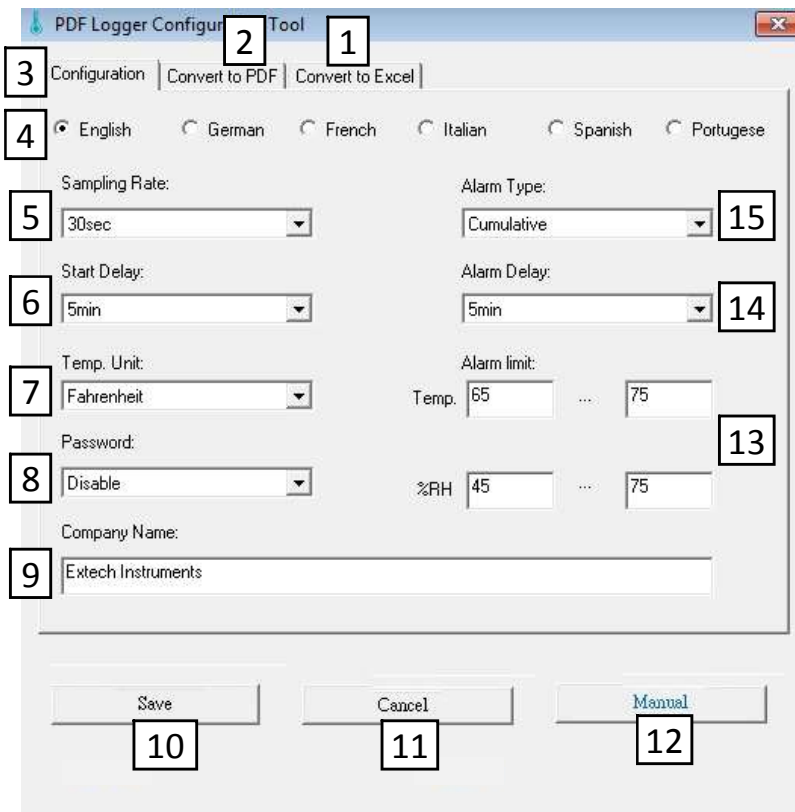 PDF Logger Configur Tool
2 1
3 Configuration Convert to PDF Convert to Excel
4 English German French Italian Spanish Portugese
Sampling Rate: Alarm Type:
5 30sec Cumulative 15
Start Delay: Alarm Delay:
6 5min 5min 14
Temp. Unit: Alarm limit:
7 Fahrenheit Temp. 65 ... 75
Password: 13
8 Disable %RH 45 ... 75
Company Name:
9 Extech Instruments
Save Cancel Manual
10 11 12